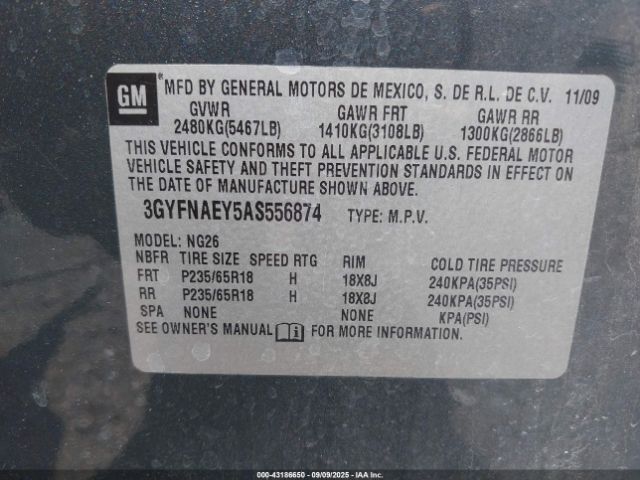 GM
MFD BY GENERAL MOTORS DE MEXICO, S. DE R.L. DE C.V. 11/09
GVWR GAWR FRT GAWR RR
2480KG(5467LB) 1410KG(3108LB) 1300KG(2866LB)
THIS VEHICLE CONFORMS TO ALL APPLICABLE U.S. FEDERAL MOTOR
VEHICLE SAFETY AND THEFT PREVENTION STANDARDS IN EFFECT
ON THE DATE OF MANUFACTURE SHOWN ABOVE.
3GYFNAEY5AS556874 TYPE: M.P.V.
MODEL: NG26
NBFR TIRE SIZE SPEED RTG RIM COLD TIRE PRESSURE
FRT P235/65R18 H 18X8J 240KPA(35PSI)
RR P235/65R18 H 18X8J 240KPA(35PSI)
SPA NONE NONE KPA(PSI)
SEE OWNER'S MANUAL FOR MORE INFORMATION.
000-43186650 - 09/09/2025 - IAA, Inc.